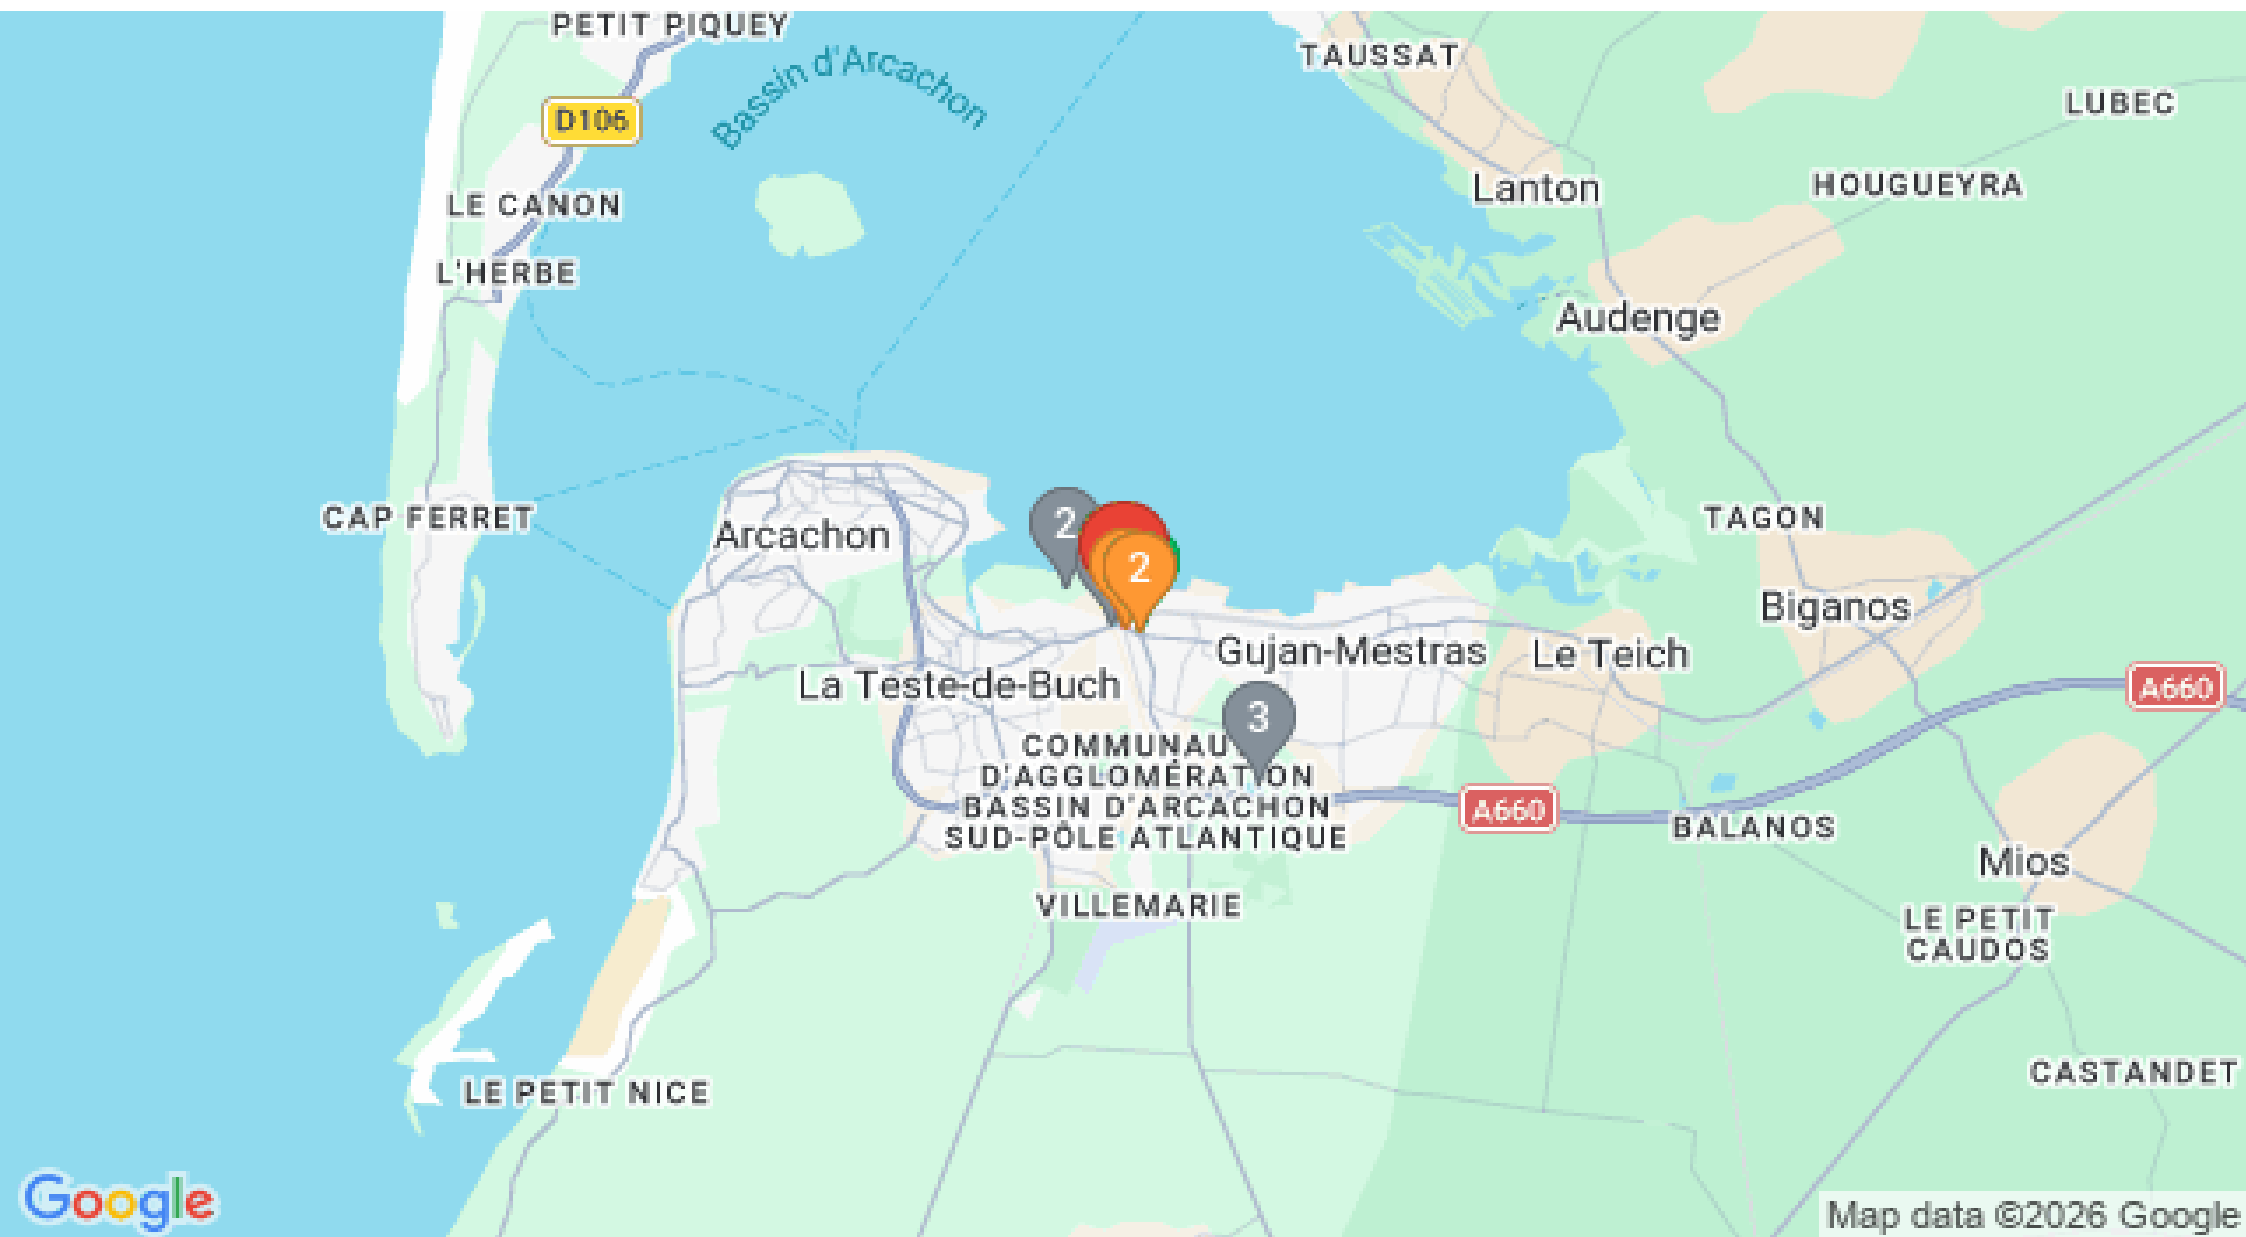 PETIT PIQUEY
Bassin d'Arcachon
TAUSSAT
LUBEC
D106
LE CANON
Lanton
HOUGUEYRA
L'HERBE
Audenge
CAP FERRET
Arcachon
2
2
TAGON
Biganos
Gujan-Mestras
Le Teich
La Teste-de-Buch
A660
3
COMMUNAU
D'AGGLOMÉRATION
BASSIN D'ARCACHON
SUD-PÔLE ATLANTIQUE
A660
BALANOS
Mios
VILLEMARIE
LE PETIT
CAUDOS
CASTANDET
LE PETIT NICE
Google
Map data ©2026 Google